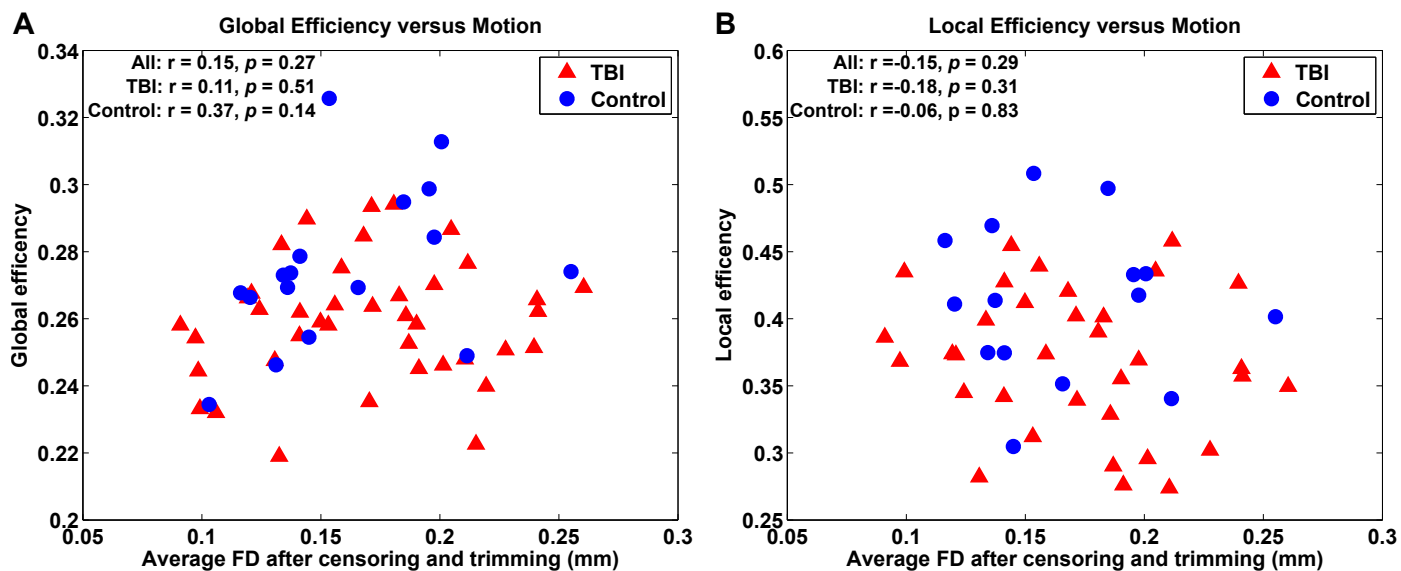 A
Global Efficiency versus Motion
All: r = 0.15, p = 0.27
TBI: r = 0.11, p = 0.51
Control: r = 0.37, p = 0.14
TBI
Control
Global efficency
0.34
0.32
0.3
0.28
0.26
0.24
0.22
0.2
0.05
0.1
0.15
0.2
0.25
0.3
Average FD after censoring and trimming (mm)
B
Local Efficiency versus Motion
All: r =-0.15, p = 0.29
TBI: r =-0.18, p = 0.31
Control: r =-0.06, p = 0.83
TBI
Control
Local efficency
0.6
0.55
0.5
0.45
0.4
0.35
0.3
0.25
0.05
0.1
0.15
0.2
0.25
0.3
Average FD after censoring and trimming (mm)